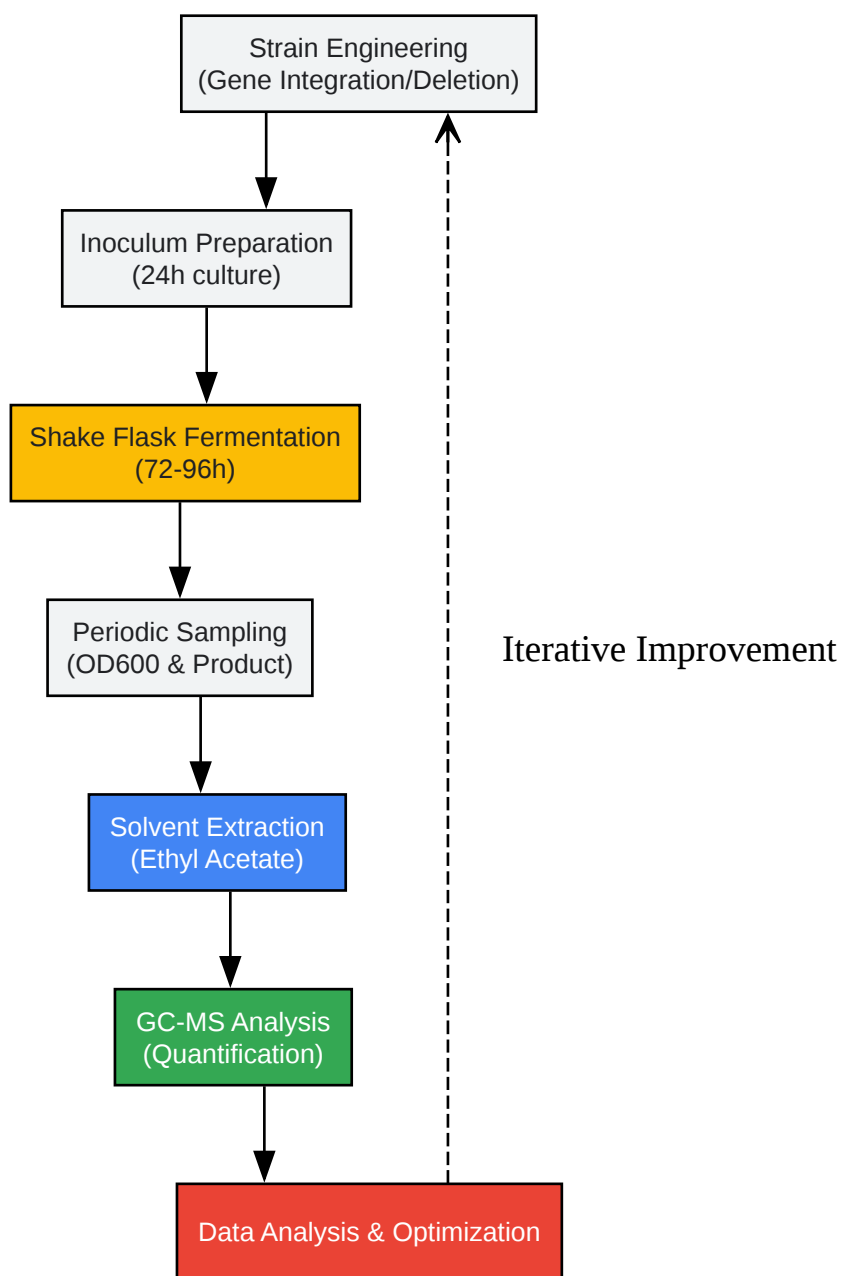 Strain Engineering
(Gene Integration/Deletion)
Inoculum Preparation
(24h culture)
Shake Flask Fermentation
(72-96h)
Periodic Sampling
(OD600 & Product)
Iterative Improvement
Solvent Extraction
(Ethyl Acetate)
GC-MS Analysis
(Quantification)
Data Analysis & Optimization